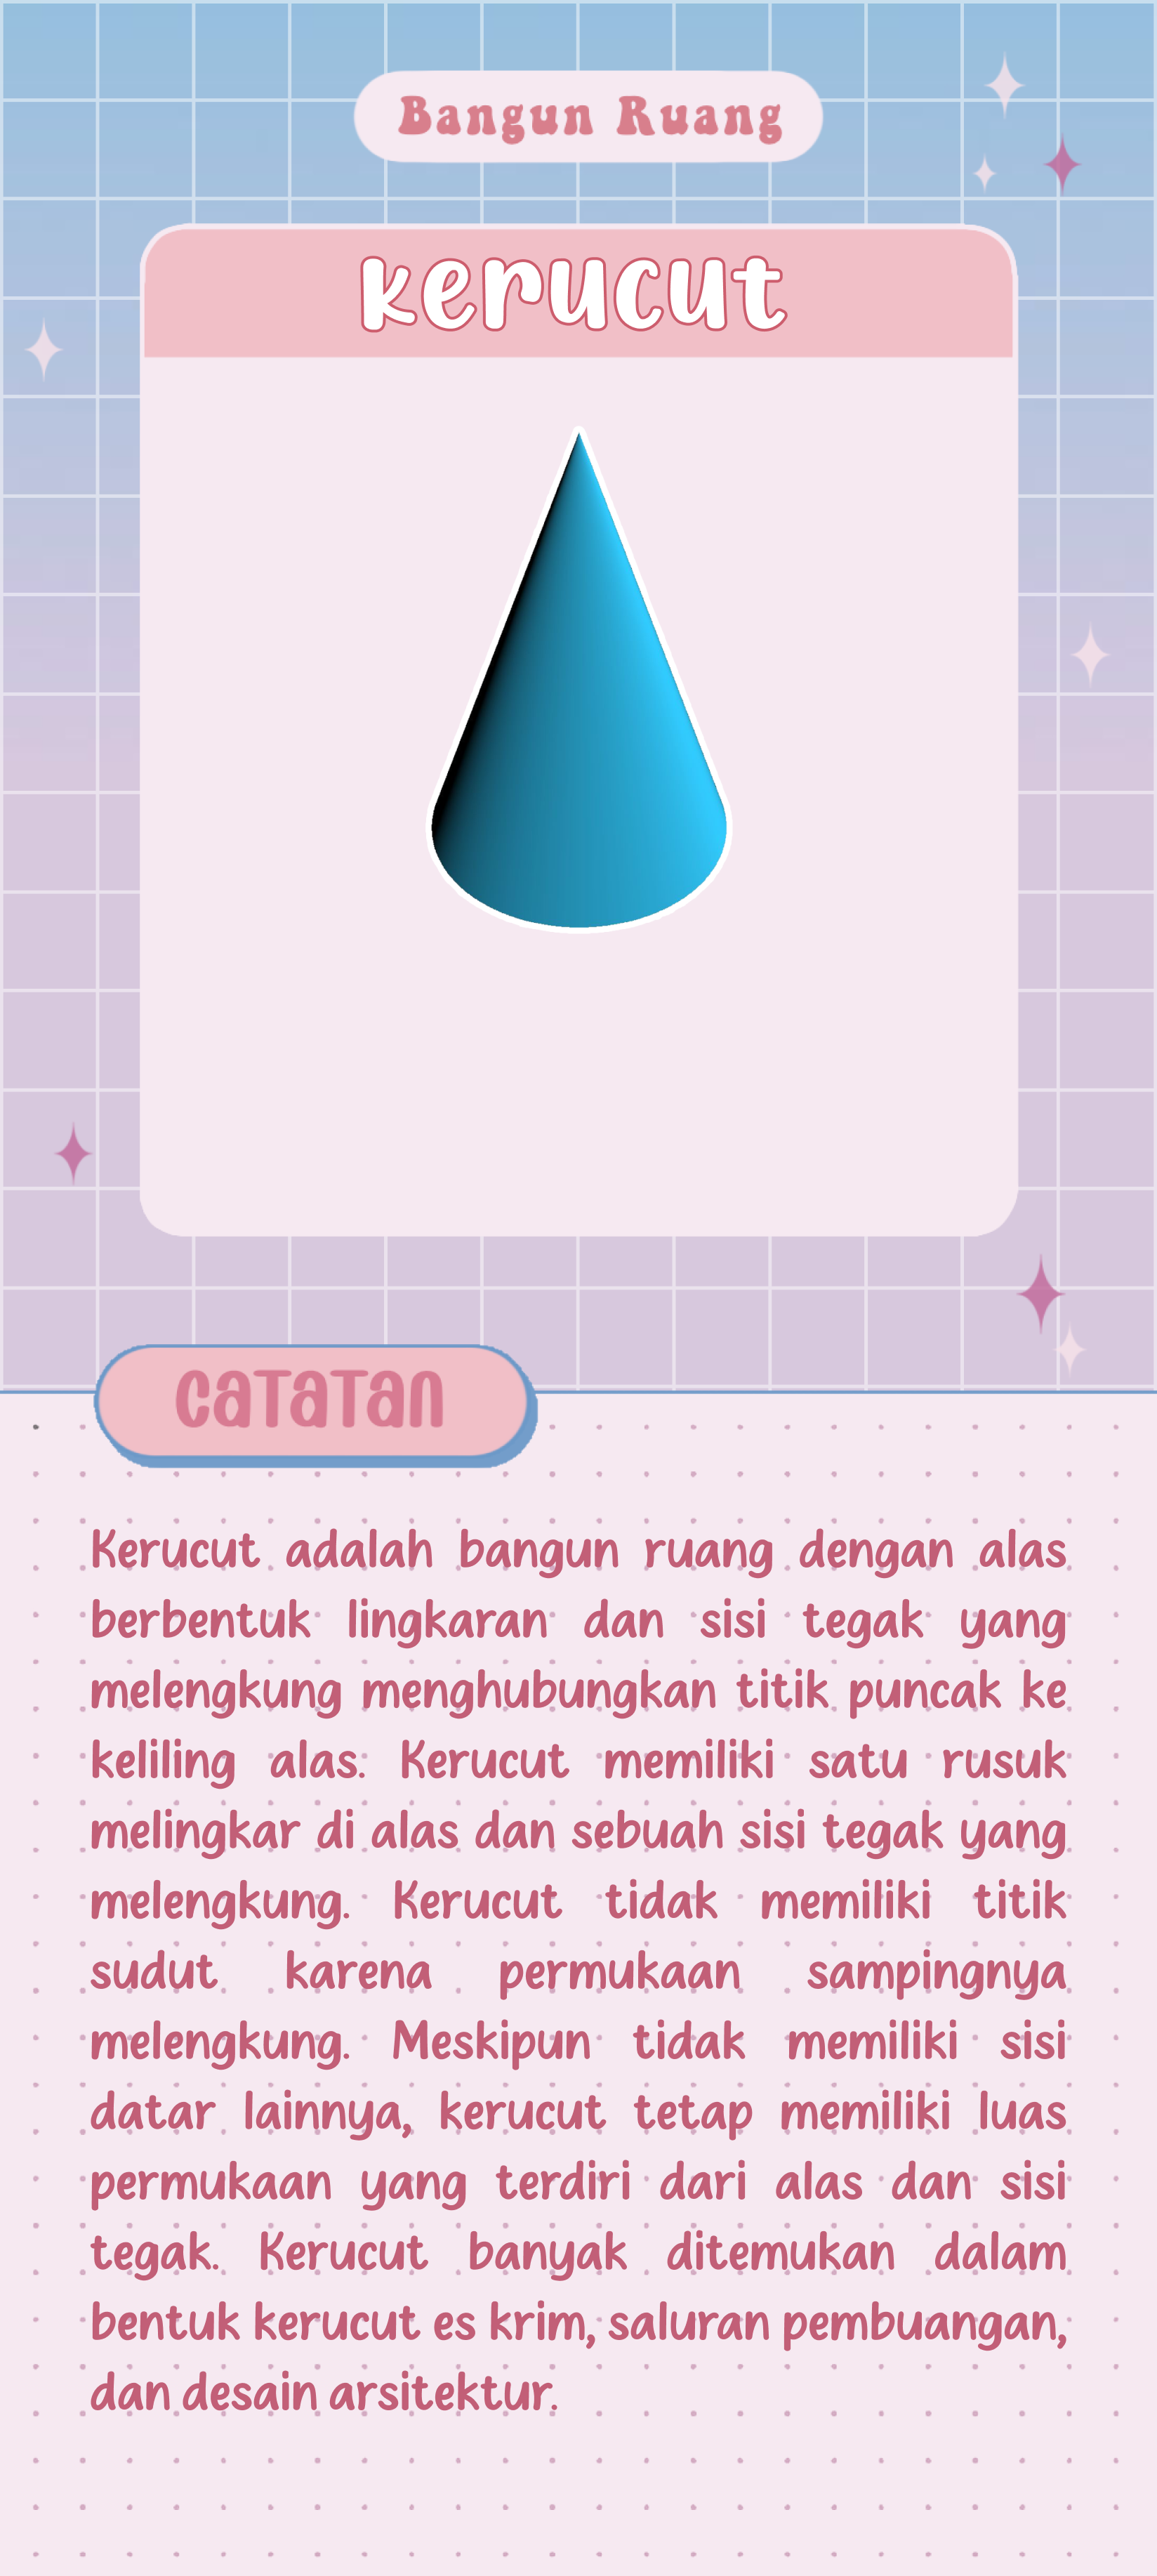 Bangun Ruang
kerucut
CaTaTan
Kerucut adalah bangun ruang dengan alas
berbentuk lingkaran dan sisi tegak yang
melengkung menghubungkan titik puncak ke
keliling alas. Kerucut memiliki satu rusuk
melingkar di alas dan sebuah sisi tegak yang
melengkung. Kerucut tidak memiliki titik
sudut karena permukaan sampingnya
melengkung. Meskipun tidak memiliki sisi
datar lainnya, kerucut tetap memiliki luas
permukaan yang terdiri dari alas dan sisi
tegak. Kerucut banyak ditemukan dalam
bentuk kerucut es krim, saluran pembuangan,
dan desain arsitektur.